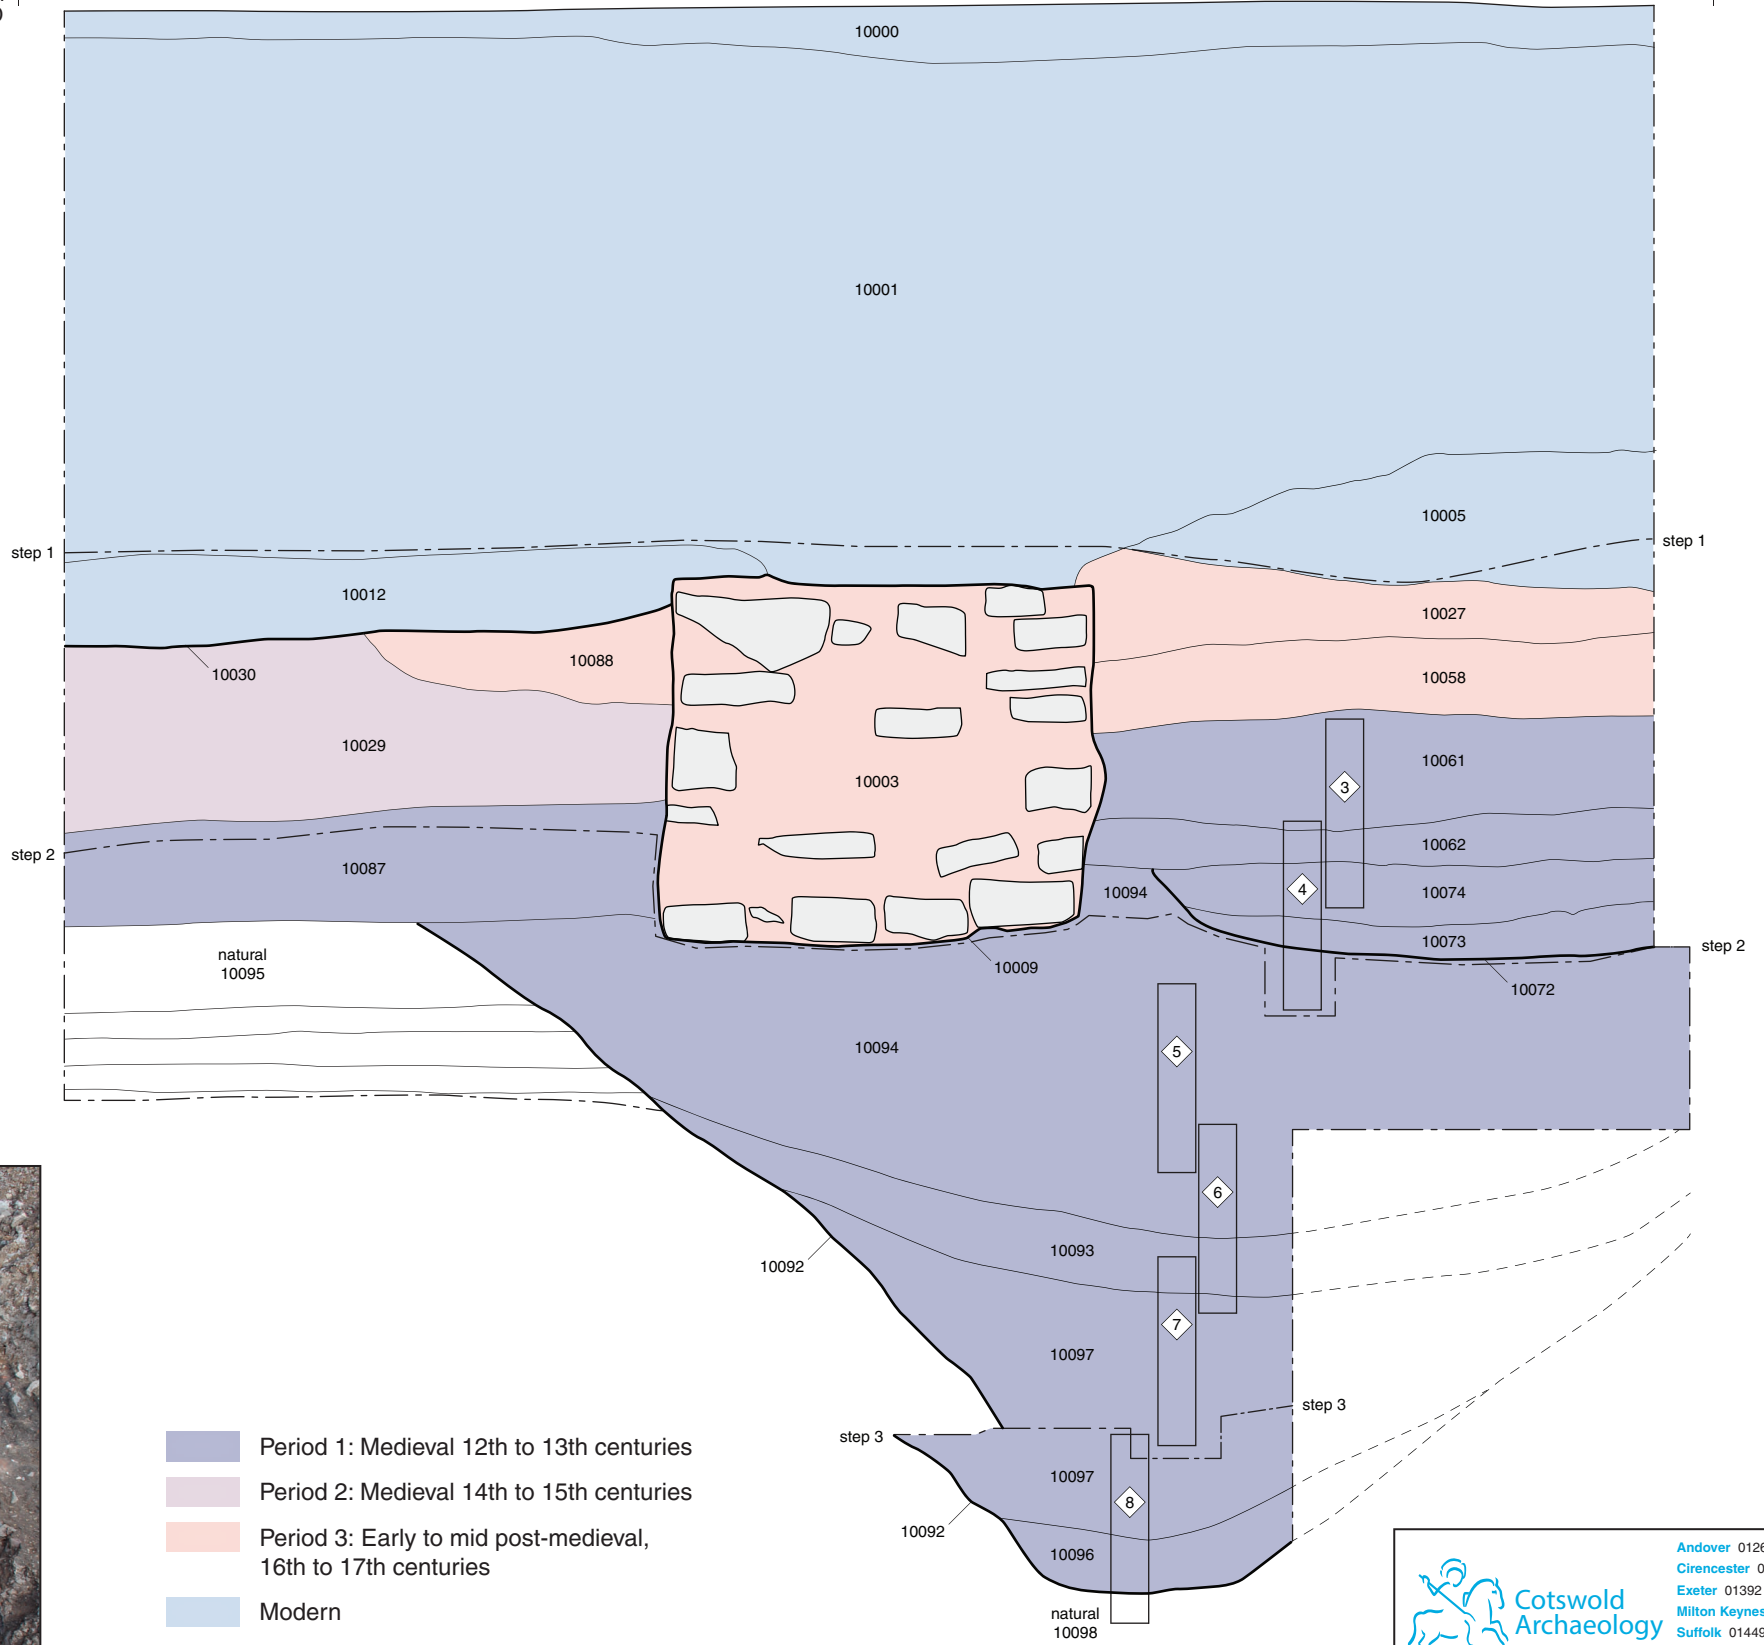 10000
10001
10005
step 1
step 1
10012
10027
10030
10088
10058
10029
10061
10003
3
10062
step 2
10087
4
10094
10074
10073
step 2
natural
10095
10009
10072
10094
5
6
10093
10092
7
10097
step 3
step 3
10097
8
10092
10096
natural
10098
Period 1: Medieval 12th to 13th centuries
Period 2: Medieval 14th to 15th centuries
Period 3: Early to mid post-medieval,
16th to 17th centuries
Modern
Cotswold
Archaeology
Andover 0126
Cirencester 0
Exeter 01392
Milton Keynes
Suffolk 01449